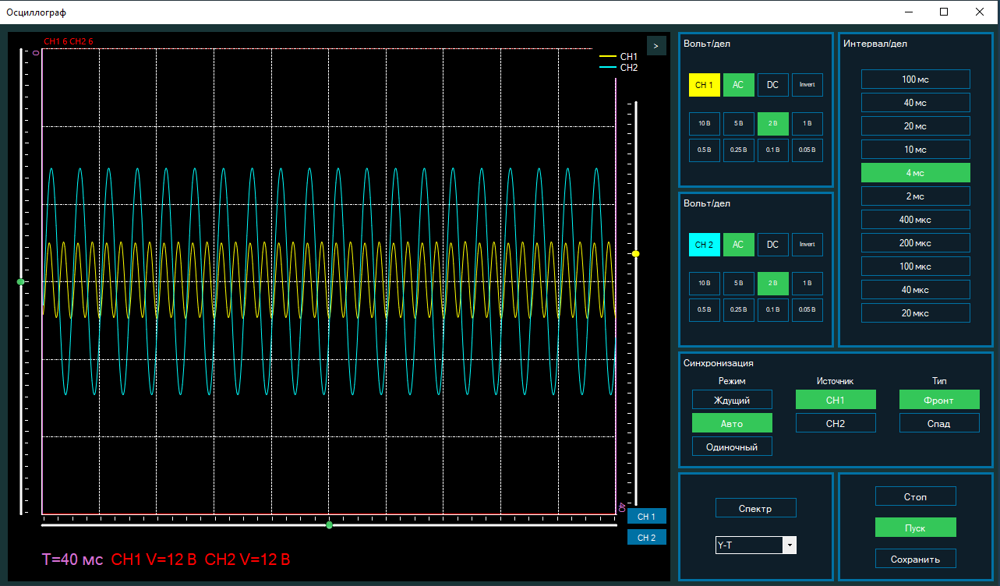 Осциллограф
CH1 6 CH2 6
0
>
CH1
CH2
40
CH 1
CH 2
T=40 мс CH1 V=12 В CH2 V=12 В
Вольт/дел
CH 1 AC DC Invert
10 В 5 В 2 В 1 В
0.5 В 0.25 В 0.1 В 0.05 В
Вольт/дел
CH 2 AC DC Invert
10 В 5 В 2 В 1 В
0.5 В 0.25 В 0.1 В 0.05 В
Интервал/дел
100 мс
40 мс
20 мс
10 мс
4 мс
2 мс
400 мкс
200 мкс
100 мкс
40 мкс
20 мкс
Синхронизация
Режим Источник Тип
Ждущий CH1 Фронт
Авто CH2 Спад
Одиночный
Спектр
Y-T
Стоп
Пуск
Сохранить